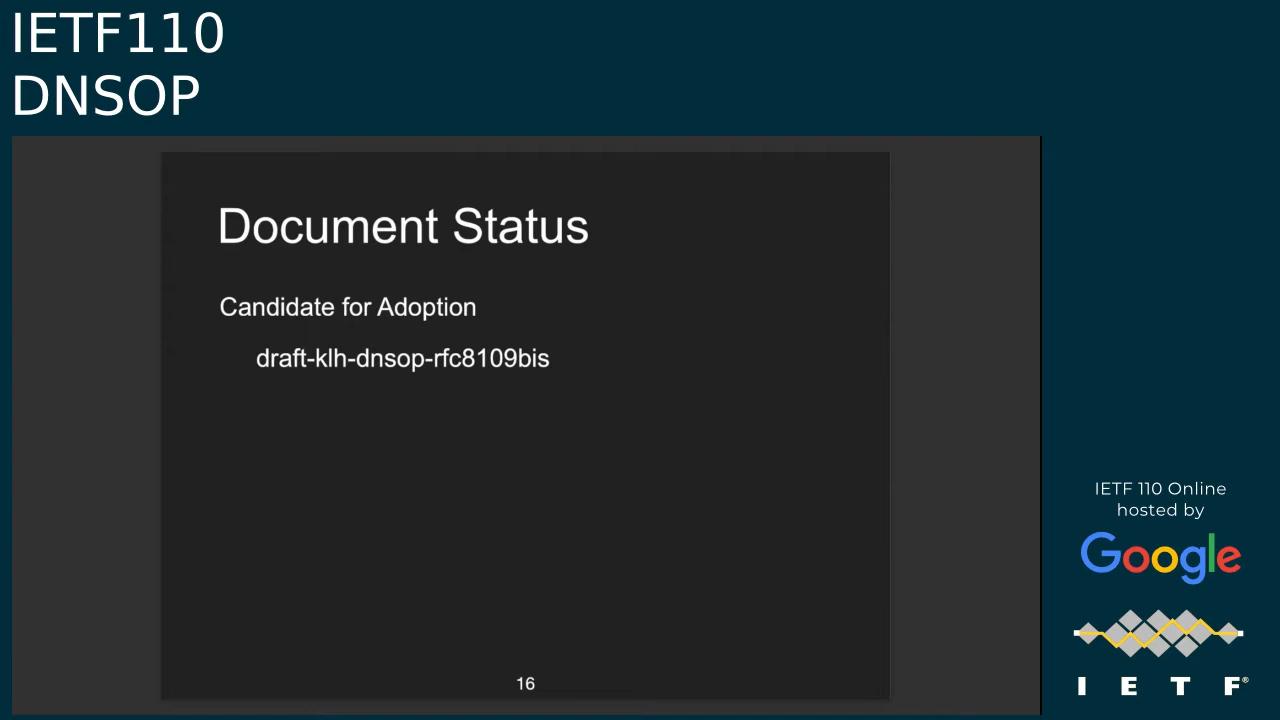 IETF110
DNSOP
Document Status
Candidate for Adoption
draft-klh-dnsop-rfc8109bis
16
IETF 110 Online
hosted by
Google
I E T F®